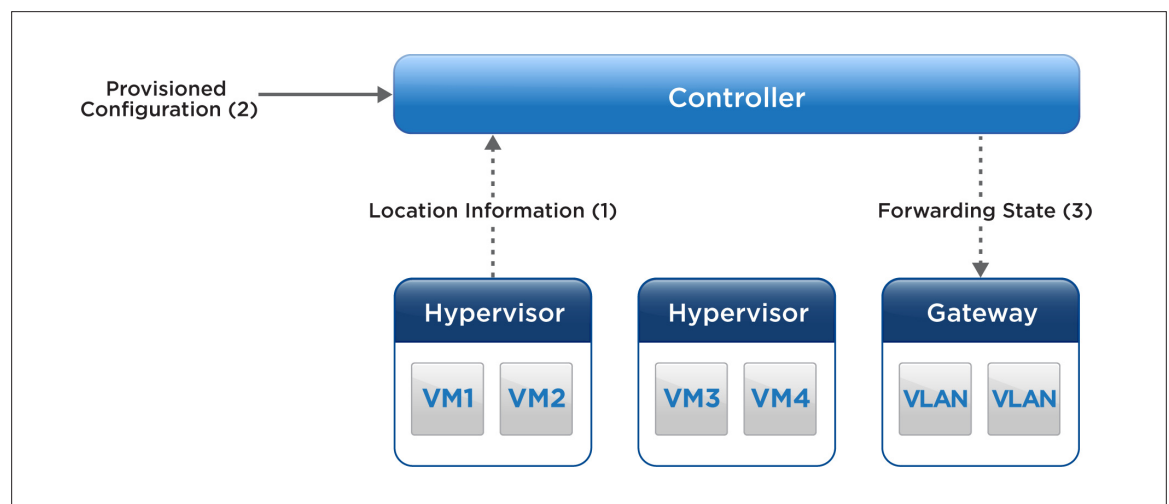 Provisioned
Configuration (2)
Controller
Location Information (1)
Forwarding State (3)
Hypervisor
Hypervisor
Gateway
VM1 VM2
VM3 VM4
VLAN VLAN